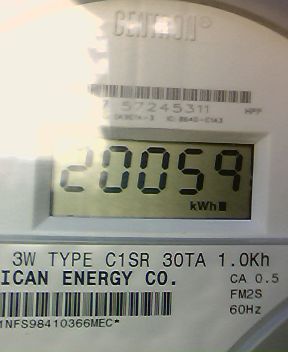 CENTRON®
57245311
20059
kWh
3W TYPE C1SR 30TA 1.0Kh
ICAN ENERGY CO.
CA 0.5
FM2S
60Hz
1NFS98410366MEC*